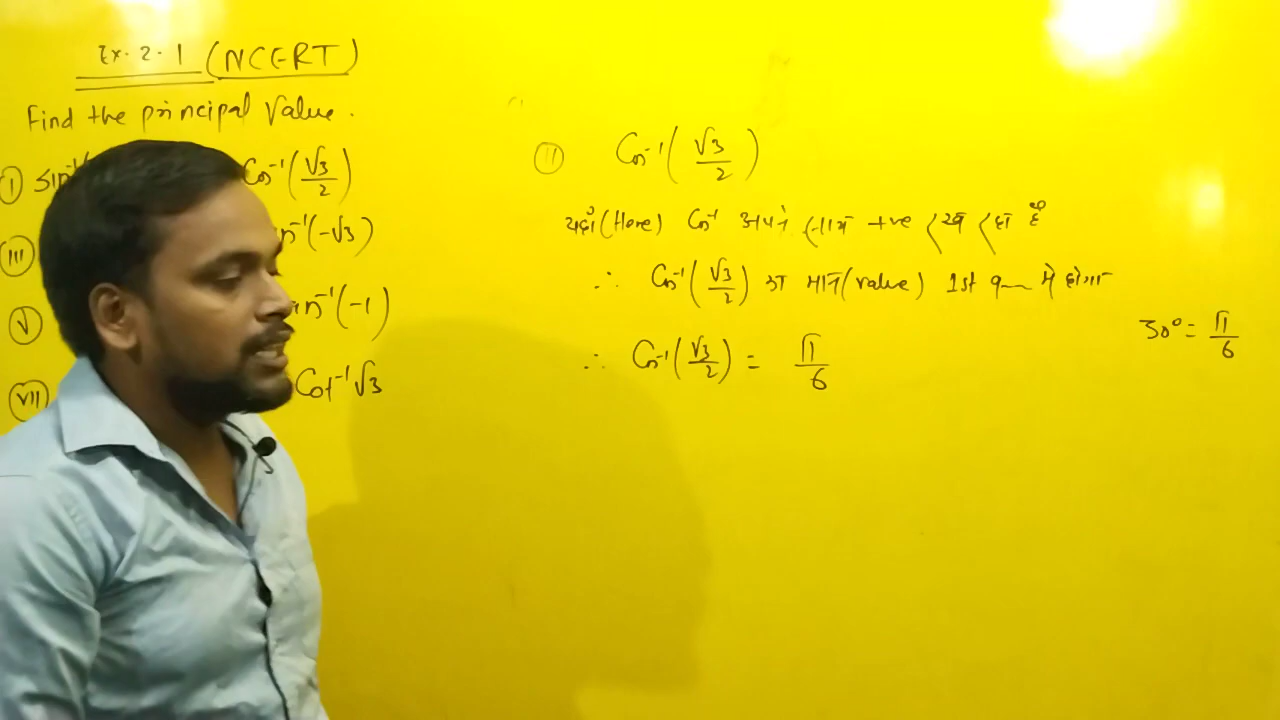 Ex. 2.1 (NCERT)
Find the principal Value.
(i) sin⁻¹
Cos⁻¹(√3/2)
(iii)
n⁻¹(-√3)
(v)
an⁻¹(-1)
(vii)
Cot⁻¹√3
(ii) Cos⁻¹(√3/2)
यहाँ (Here) Cos⁻¹ अपने साथ +ve रख रहा है
∴ Cos⁻¹(√3/2) का मान (value) 1st में होगा
∴ Cos⁻¹(√3/2) = π/6
30° = π/6